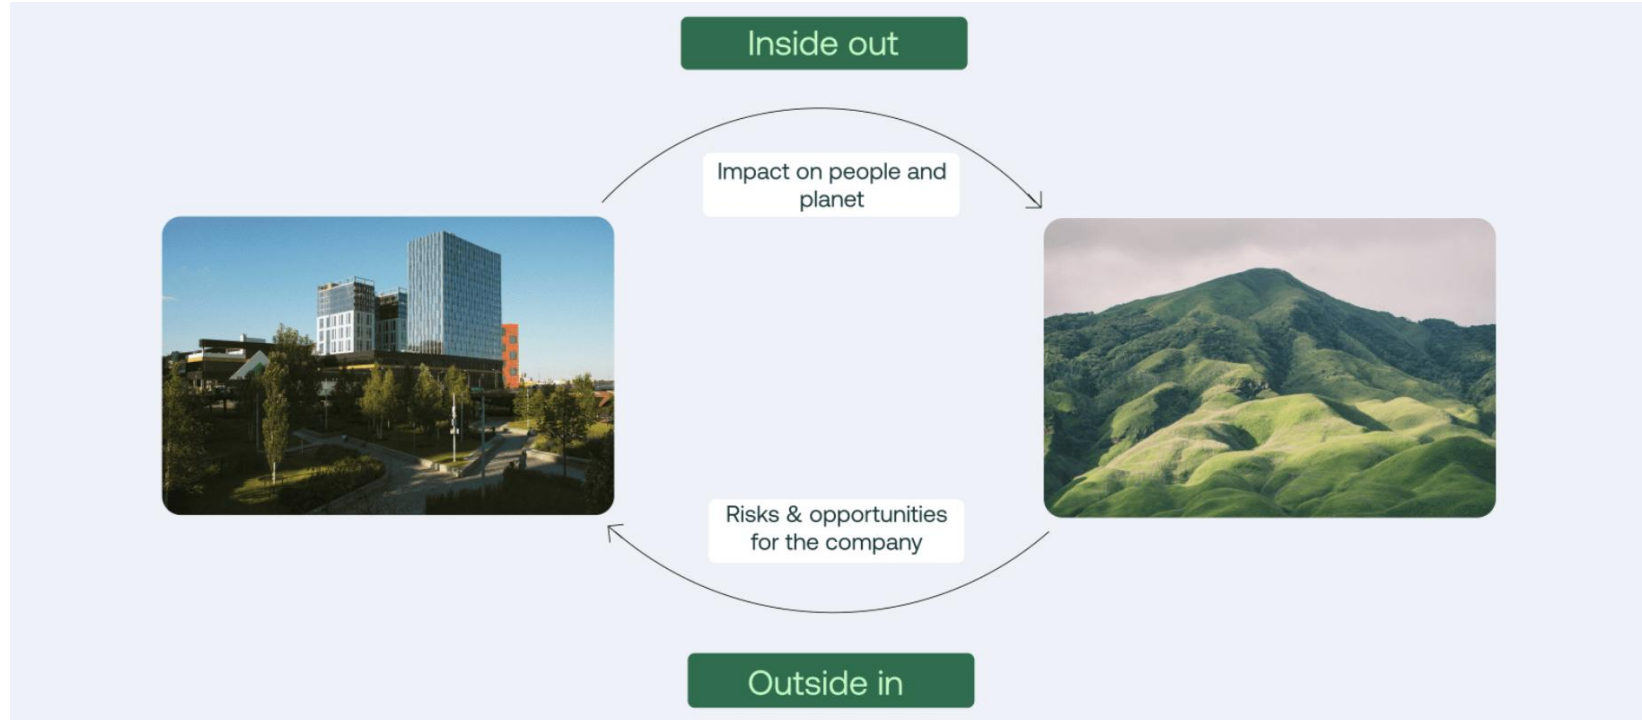 Inside out
Impact on people and
planet
Risks & opportunities
for the company
Outside in